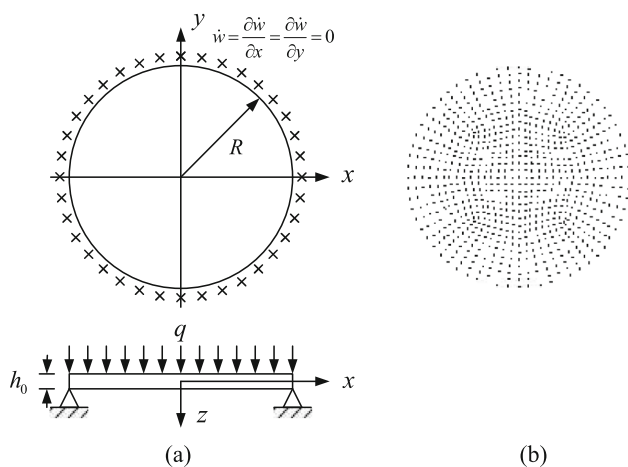 y
ẇ = ∂ẇ/∂x = ∂ẇ/∂y = 0
R
x
q
h₀
x
z
(a)
(b)